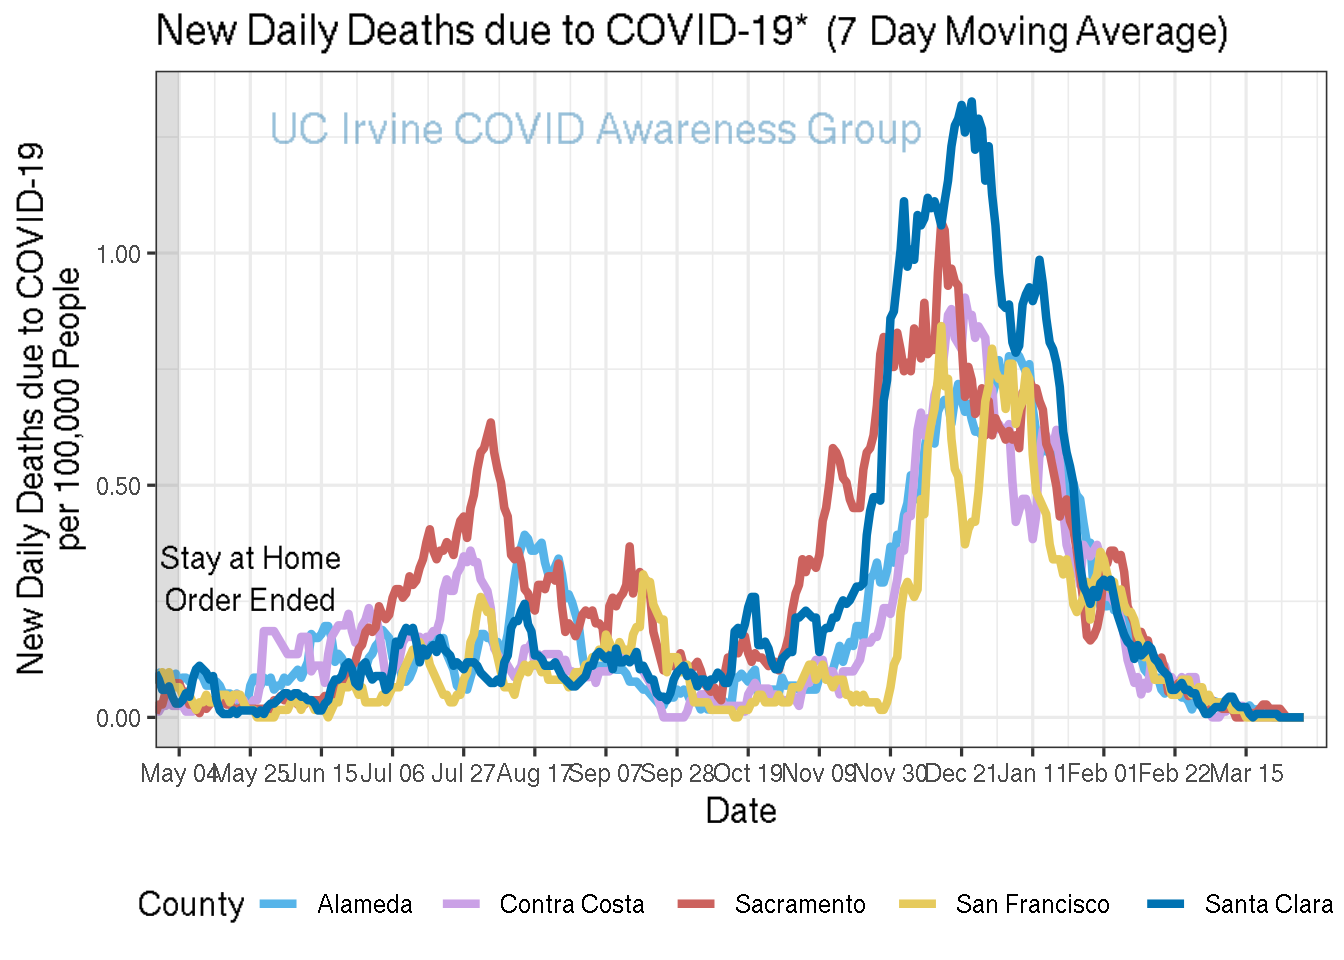 New Daily Deaths due to COVID-19* (7 Day Moving Average)
UC Irvine COVID Awareness Group
New Daily Deaths due to COVID-19
per 100,000 People
1.00
0.50
0.00
Stay at Home
Order Ended
May 04 May 25 Jun 15 Jul 06 Jul 27 Aug 17 Sep 07 Sep 28 Oct 19 Nov 09 Nov 30 Dec 21 Jan 11 Feb 01 Feb 22 Mar 15
Date
County Alameda Contra Costa Sacramento San Francisco Santa Clara